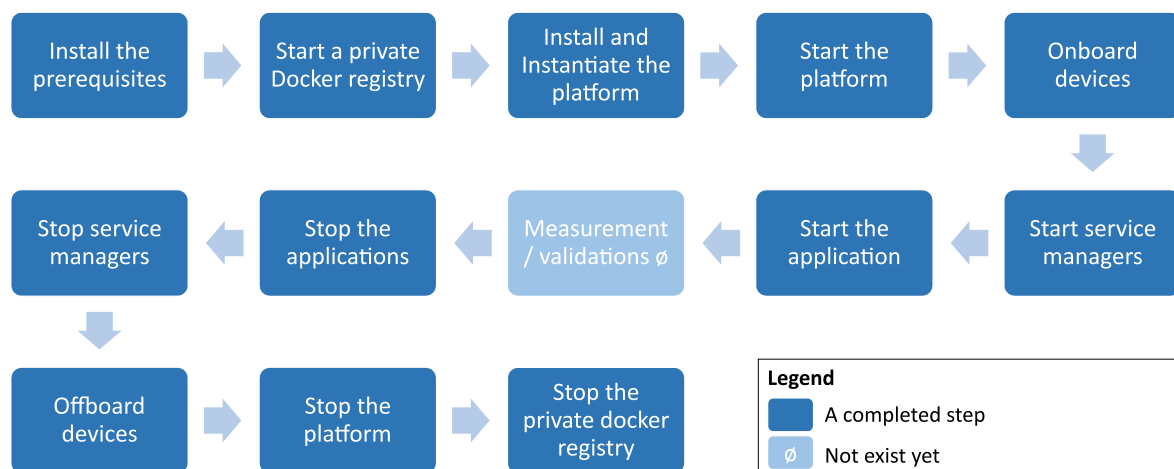 Install the
prerequisites
Start a private
Docker registry
Install and
Instantiate the
platform
Start the
platform
Onboard
devices
Stop service
managers
Stop the
applications
Measurement
/ validations ø
Start the
application
Start service
managers
Offboard
devices
Stop the
platform
Stop the
private docker
registry
Legend
A completed step
ø Not exist yet